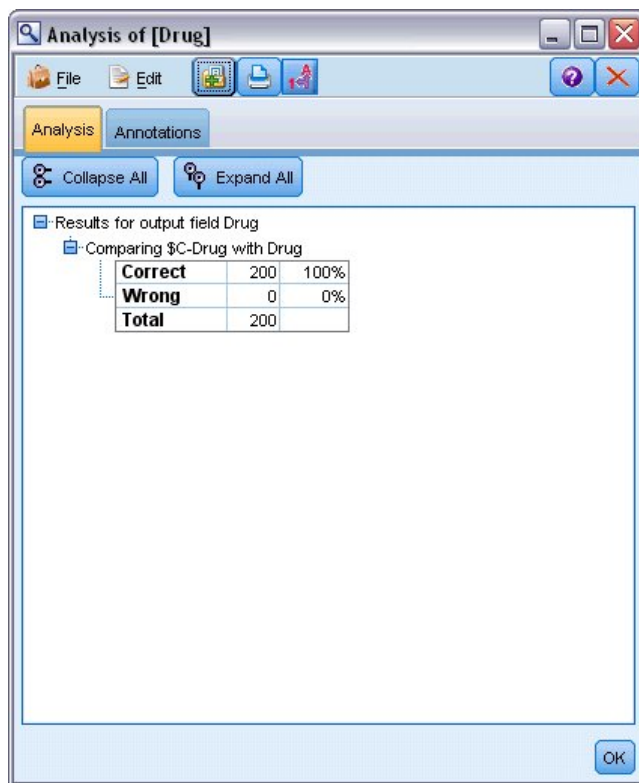 Analysis of [Drug]
File Edit
Analysis Annotations
Collapse All Expand All
Results for output field Drug
Comparing $C-Drug with Drug
Correct 200 100%
Wrong 0 0%
Total 200
OK